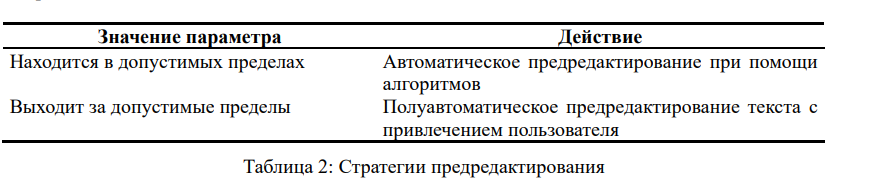 Значение параметра Действие
Находится в допустимых пределах Автоматическое предредактирование при помощи
алгоритмов
Выходит за допустимые пределы Полуавтоматическое предредактирование текста с
привлечением пользователя
Таблица 2: Стратегии предредактирования